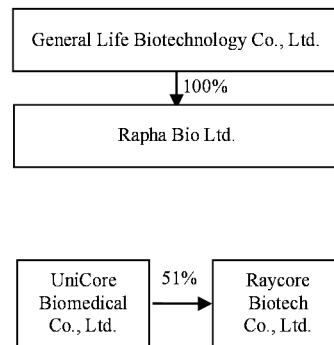 General Life Biotechnology Co., Ltd.
100%
Rapha Bio Ltd.
UniCore
Biomedical
Co., Ltd.
51%
Raycore
Biotech
Co., Ltd.